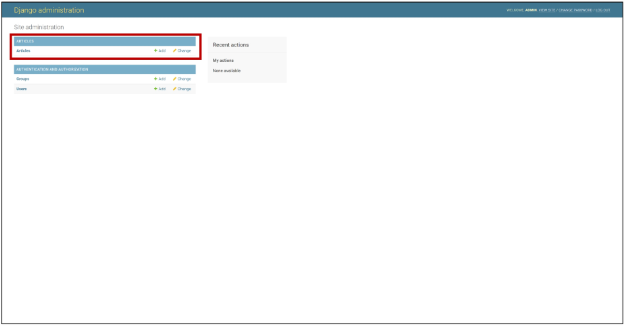 Django administration
WELCOME, ADMIN. VIEW SITE / CHANGE PASSWORD / LOG OUT
Site administration
ARTICLES
Articles + Add Change
AUTHENTICATION AND AUTHORIZATION
Groups + Add Change
Users + Add Change
Recent actions
My actions
None available